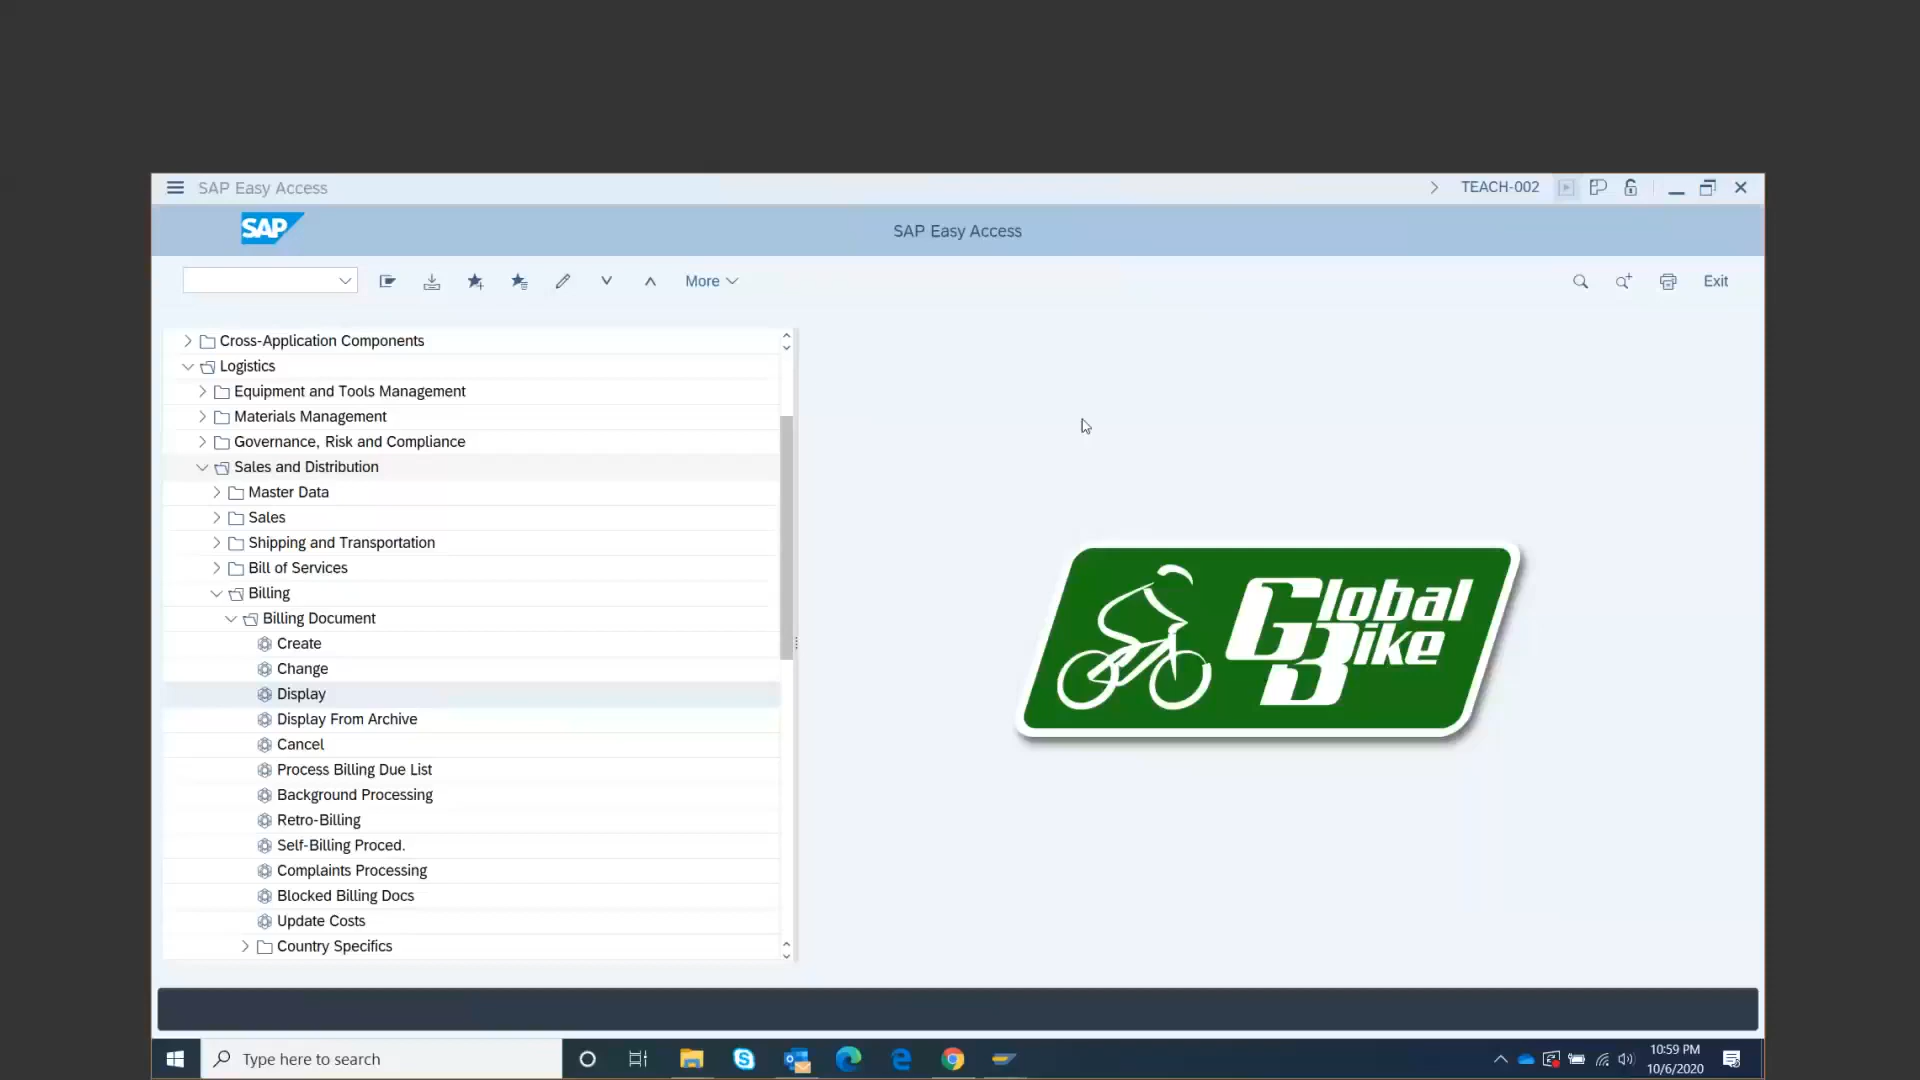 SAP Easy Access
TEACH-002
SAP
SAP Easy Access
More
Exit
Cross-Application Components
Logistics
Equipment and Tools Management
Materials Management
Governance, Risk and Compliance
Sales and Distribution
Master Data
Sales
Shipping and Transportation
Bill of Services
Billing
Billing Document
Create
Change
Display
Display From Archive
Cancel
Process Billing Due List
Background Processing
Retro-Billing
Self-Billing Proced.
Complaints Processing
Blocked Billing Docs
Update Costs
Country Specifics
Global
Bike
Type here to search
10:59 PM
10/6/2020